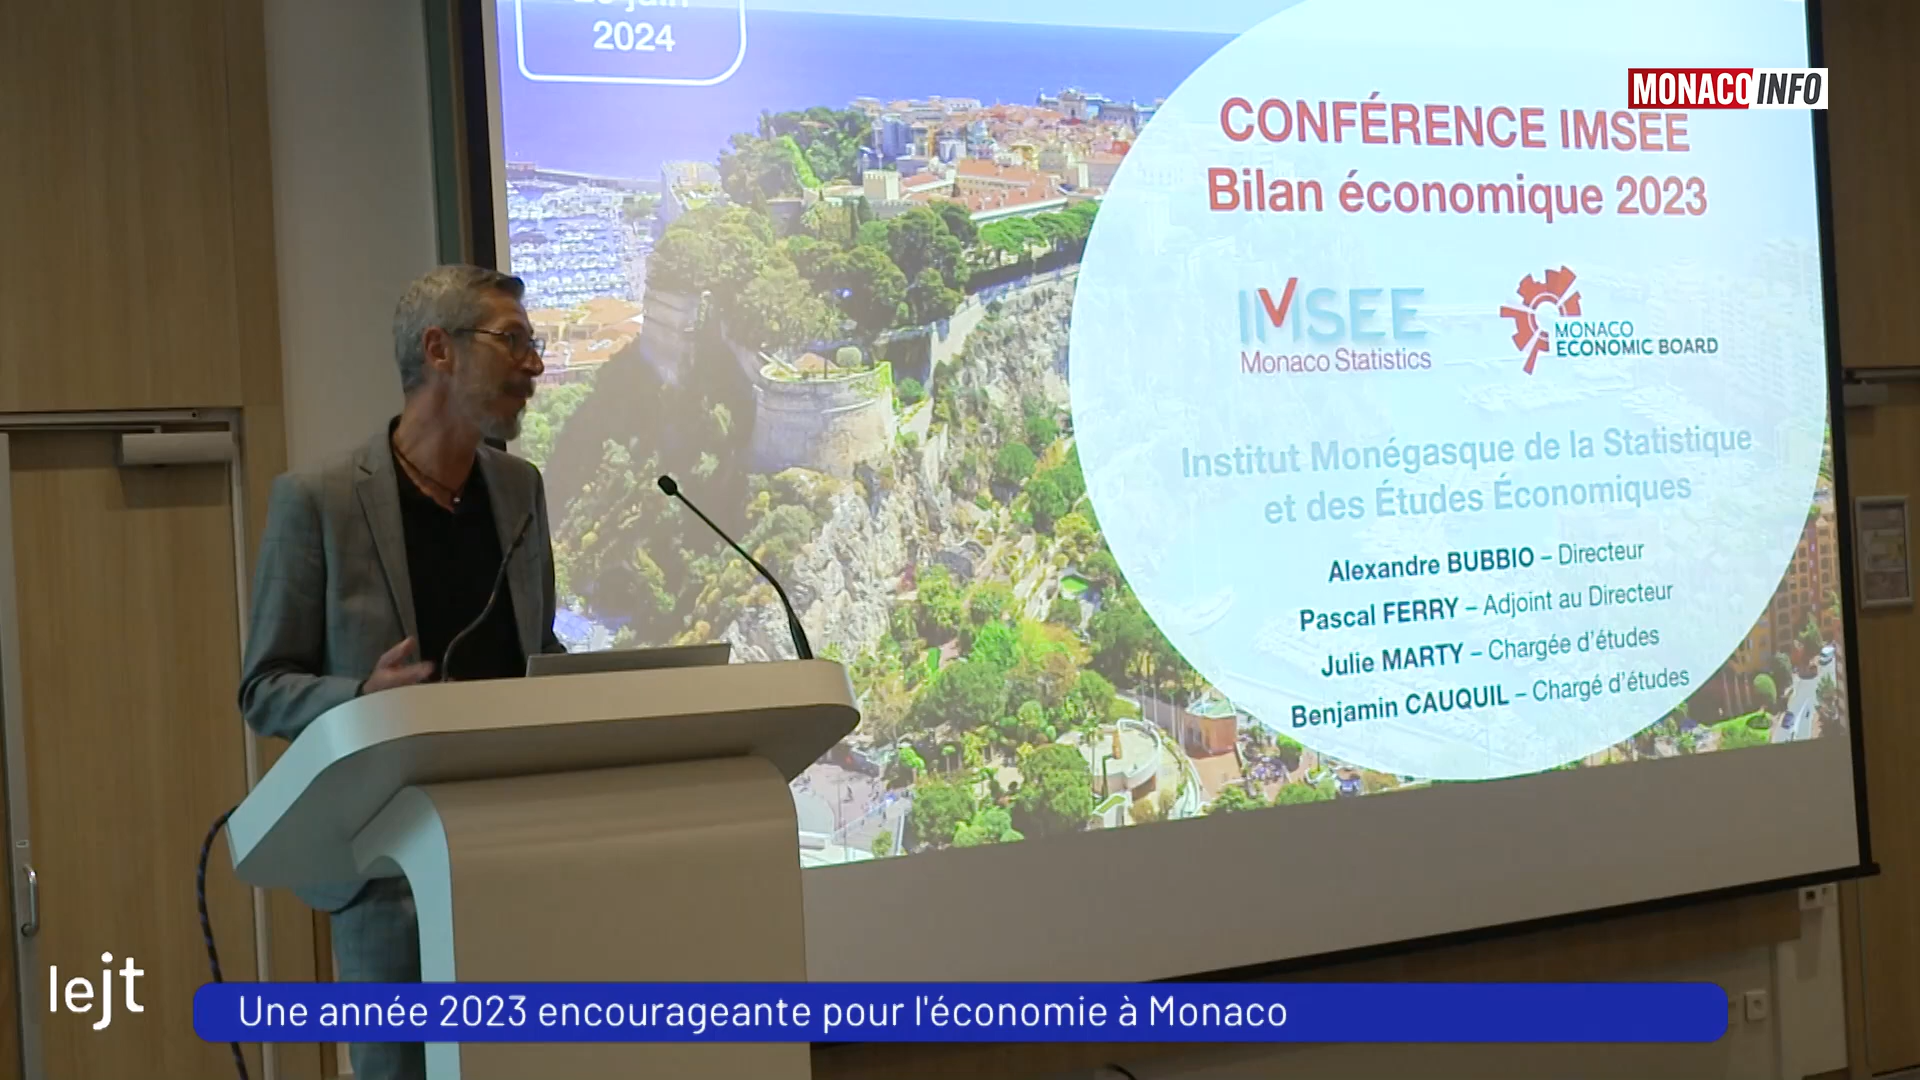 juin
2024
MONACO INFO
CONFÉRENCE IMSEE
Bilan économique 2023
IMSEE
Monaco Statistics
MONACO
ECONOMIC BOARD
Institut Monégasque de la Statistique
et des Études Économiques
Alexandre BUBBIO – Directeur
Pascal FERRY – Adjoint au Directeur
Julie MARTY – Chargée d'études
Benjamin CAUQUIL – Chargé d'études
lejt
Une année 2023 encourageante pour l'économie à Monaco